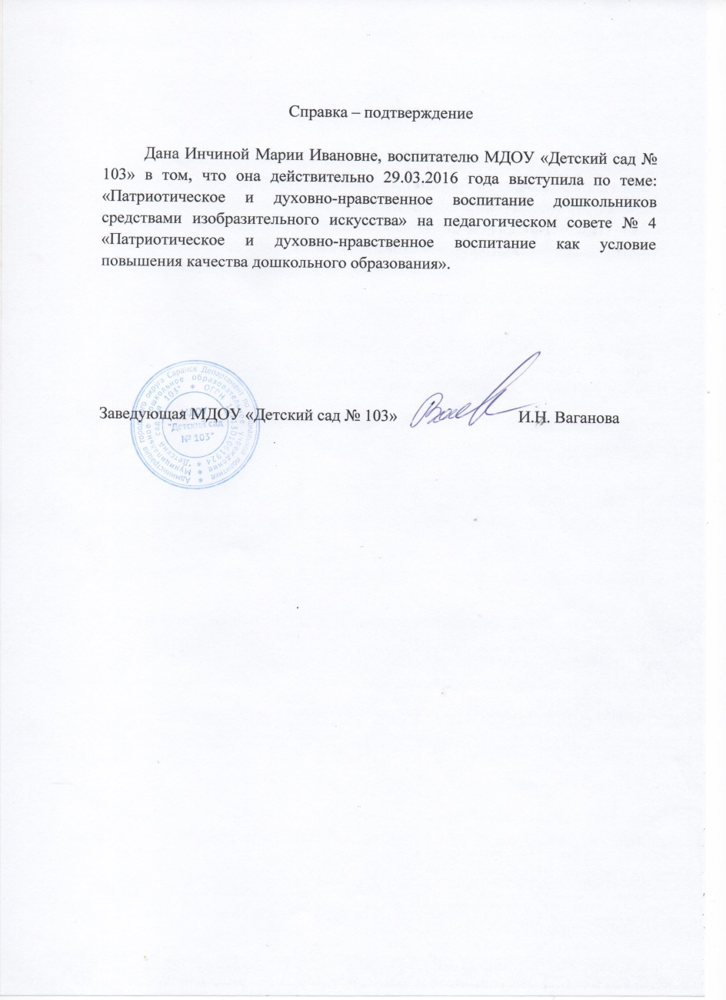 Справка – подтверждение
Дана Инчиной Марии Ивановне, воспитателю МДОУ «Детский сад №
103» в том, что она действительно 29.03.2016 года выступила по теме:
«Патриотическое и духовно-нравственное воспитание дошкольников
средствами изобразительного искусства» на педагогическом совете № 4
«Патриотическое и духовно-нравственное воспитание как условие
повышения качества дошкольного образования».
Заведующая МДОУ «Детский сад № 103»
И.Н. Ваганова
"Детский сад
№ 103"